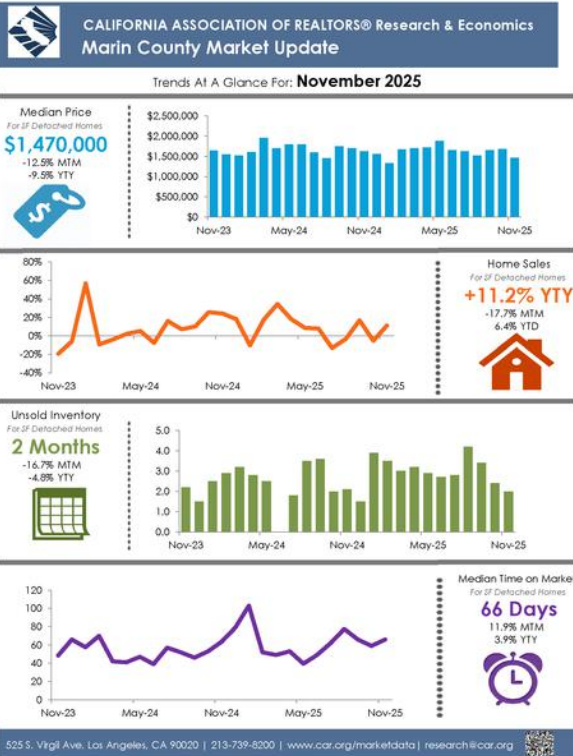 CALIFORNIA ASSOCIATION OF REALTORS® Research & Economics
Marin County Market Update
Trends At A Glance For: November 2025
Median Price
For SF Detached Homes
$1,470,000
-12.5% MTM
-9.5% YTY
$
$2,500,000
$2,000,000
$1,500,000
$1,000,000
$500,000
$0
Nov-23 May-24 Nov-24 May-25 Nov-25
80%
60%
40%
20%
0%
-20%
-40%
Nov-23 May-24 Nov-24 May-25 Nov-25
Home Sales
For SF Detached Homes
+11.2% YTY
-17.7% MTM
6.4% YTD
Unsold Inventory
For SF Detached Homes
2 Months
-16.7% MTM
-4.8% YTY
5.0
4.0
3.0
2.0
1.0
0.0
Nov-23 May-24 Nov-24 May-25 Nov-25
120
100
80
60
40
20
0
Nov-23 May-24 Nov-24 May-25 Nov-25
Median Time on Marke
For SF Detached Homes
66 Days
11.9% MTM
3.9% YTY
525 S. Virgil Ave. Los Angeles, CA 90020 | 213-739-8200 | www.car.org/marketdata| research@car.org